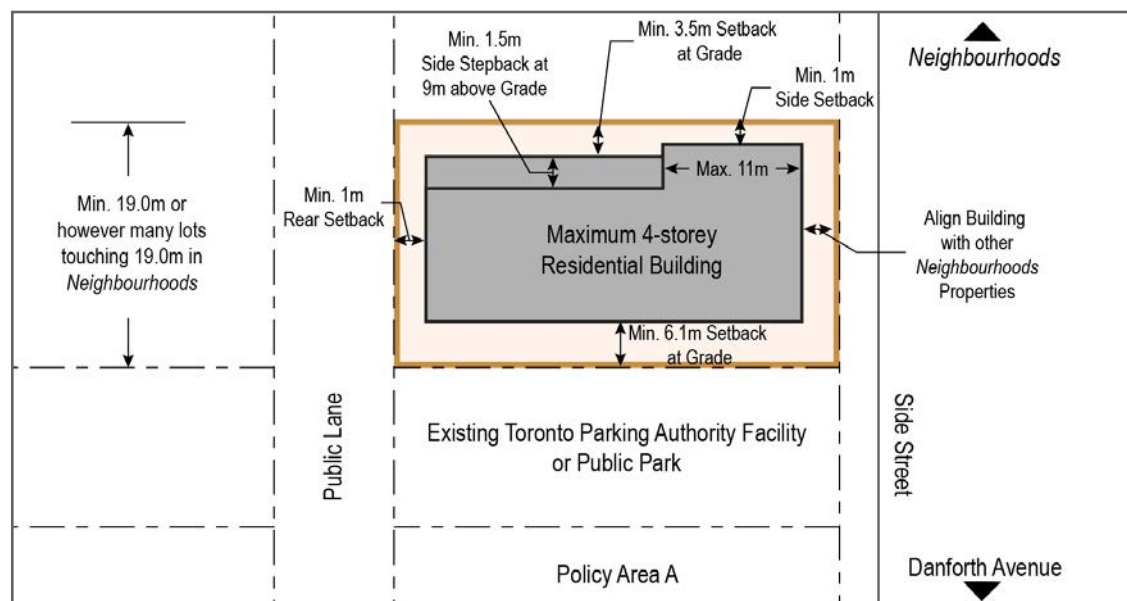 Min. 1.5m
Side Stepback at
9m above Grade
Min. 3.5m Setback
at Grade
Min. 1m
Side Setback
Neighbourhoods
Min. 19.0m or
however many lots
touching 19.0m in
Neighbourhoods
Min. 1m
Rear Setback
Max. 11m
Maximum 4-storey
Residential Building
Align Building
with other
Neighbourhoods
Properties
Min. 6.1m Setback
at Grade
Public Lane
Existing Toronto Parking Authority Facility
or Public Park
Side Street
Policy Area A
Danforth Avenue